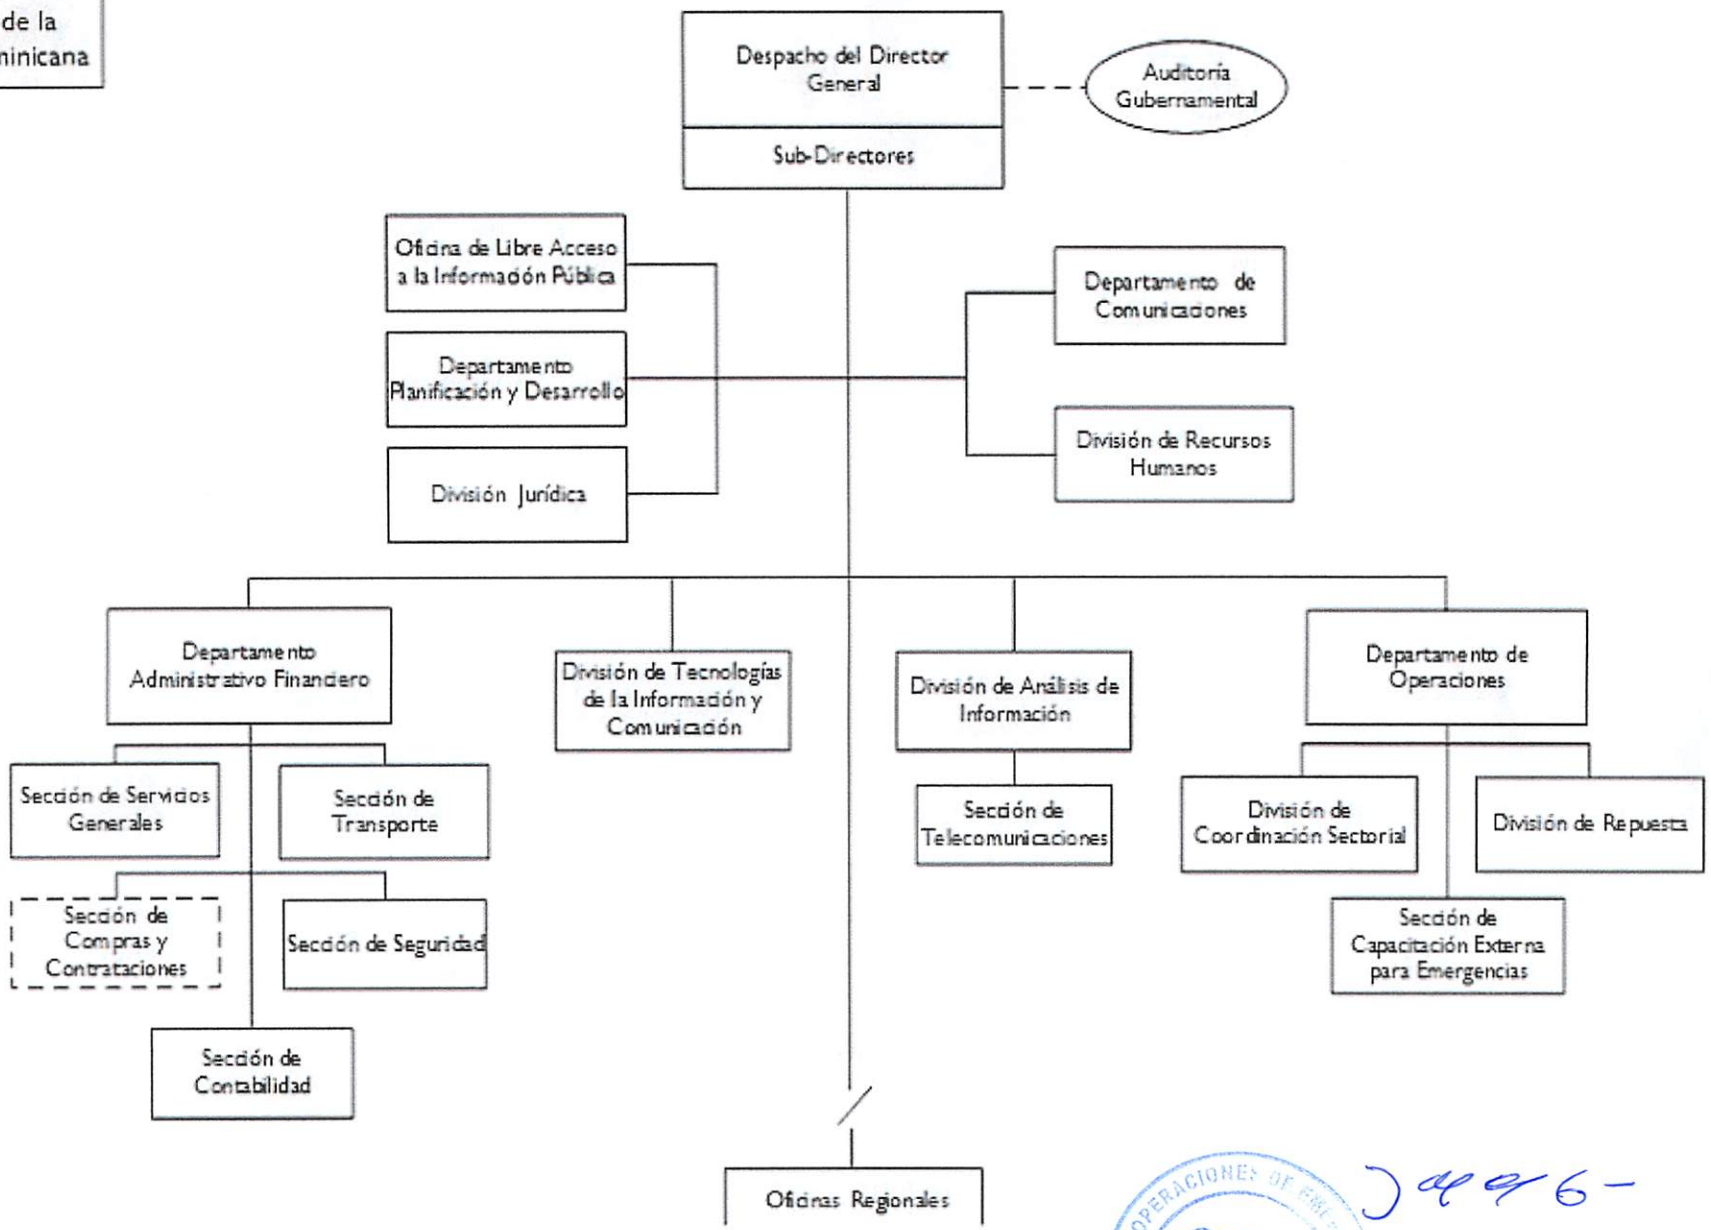 de la
Despacho del Director
General
Auditoría
Gubernamental
Sub-Directores
Oficina de Libre Acceso
a la Información Pública
Departamento de
Comunicaciones
Departamento
Planificación y Desarrollo
División de Recursos
Humanos
División Jurídica
Departamento
Administrativo Financiero
División de Tecnologías
de la Información y
Comunicación
División de Análisis de
Información
Departamento de
Operaciones
Sección de Servicios
Generales
Sección de
Transporte
Sección de
Telecomunicaciones
División de
Coordinación Sectorial
División de Repuesta
Sección de
Compras y
Contrataciones
Sección de Seguridad
Sección de
Capacitación Externa
para Emergencias
Sección de
Contabilidad
Oficinas Regionales
OPERACIONES DE